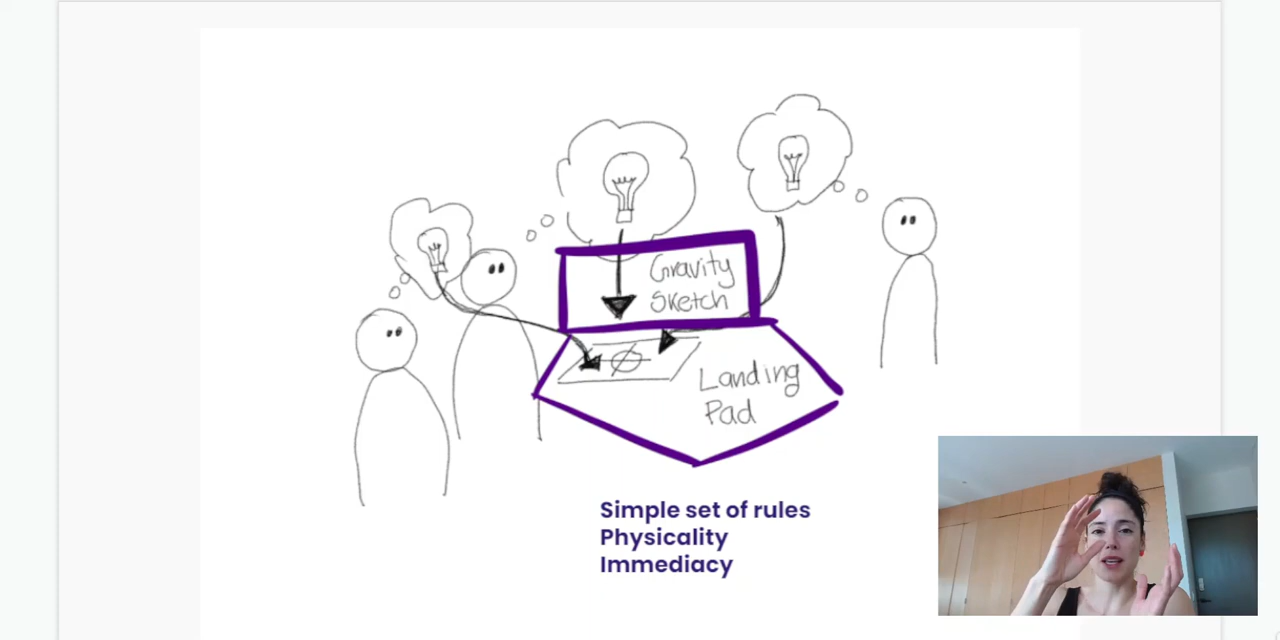 Gravity
Sketch
Landing
Pad
Simple set of rules
Physicality
Immediacy